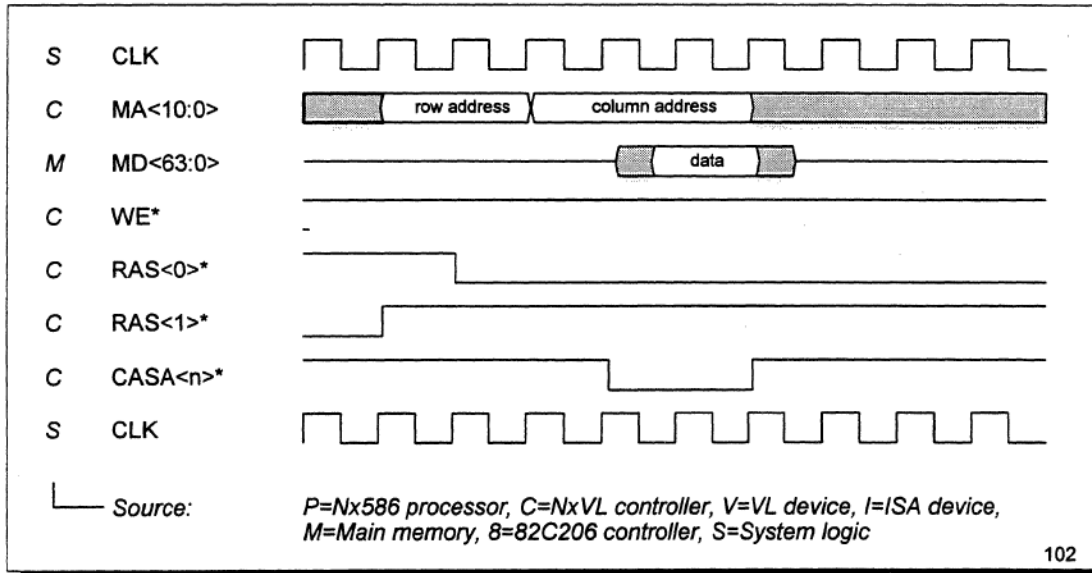 S CLK
C MA<10:0> row address column address
M MD<63:0> data
C WE*
C RAS<0>*
C RAS<1>*
C CASA<n>*
S CLK
Source: P=Nx586 processor, C=NxVL controller, V=VL device, I=ISA device,
M=Main memory, 8=82C206 controller, S=System logic
102